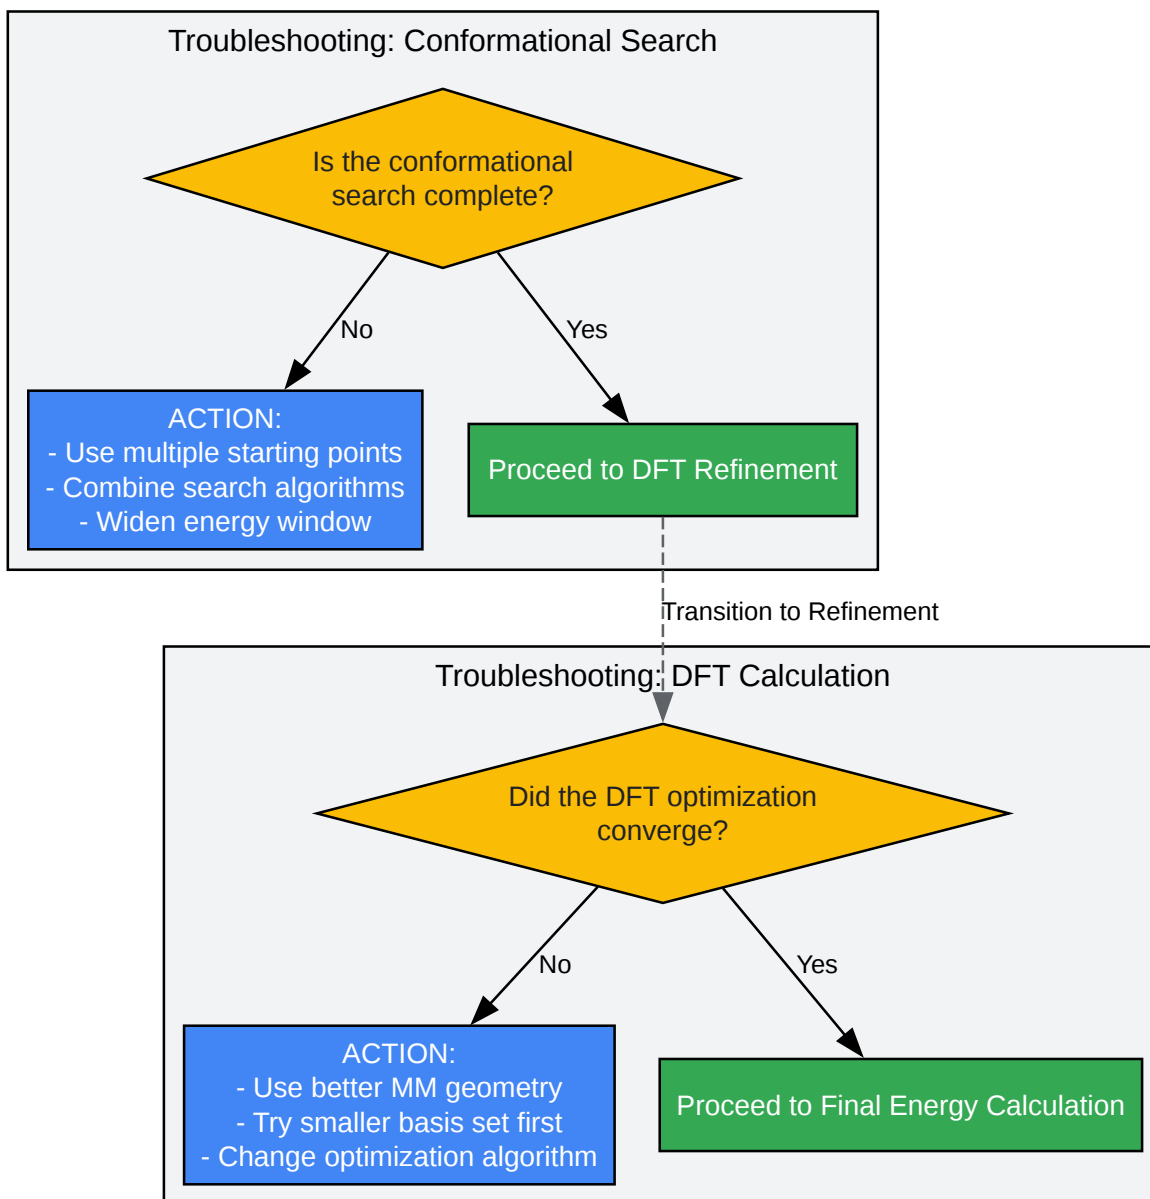 Troubleshooting: Conformational Search
Is the conformational
search complete?
No
Yes
ACTION:
- Use multiple starting points
- Combine search algorithms
- Widen energy window
Proceed to DFT Refinement
Transition to Refinement
Troubleshooting: DFT Calculation
Did the DFT optimization
converge?
No
Yes
ACTION:
- Use better MM geometry
- Try smaller basis set first
- Change optimization algorithm
Proceed to Final Energy Calculation